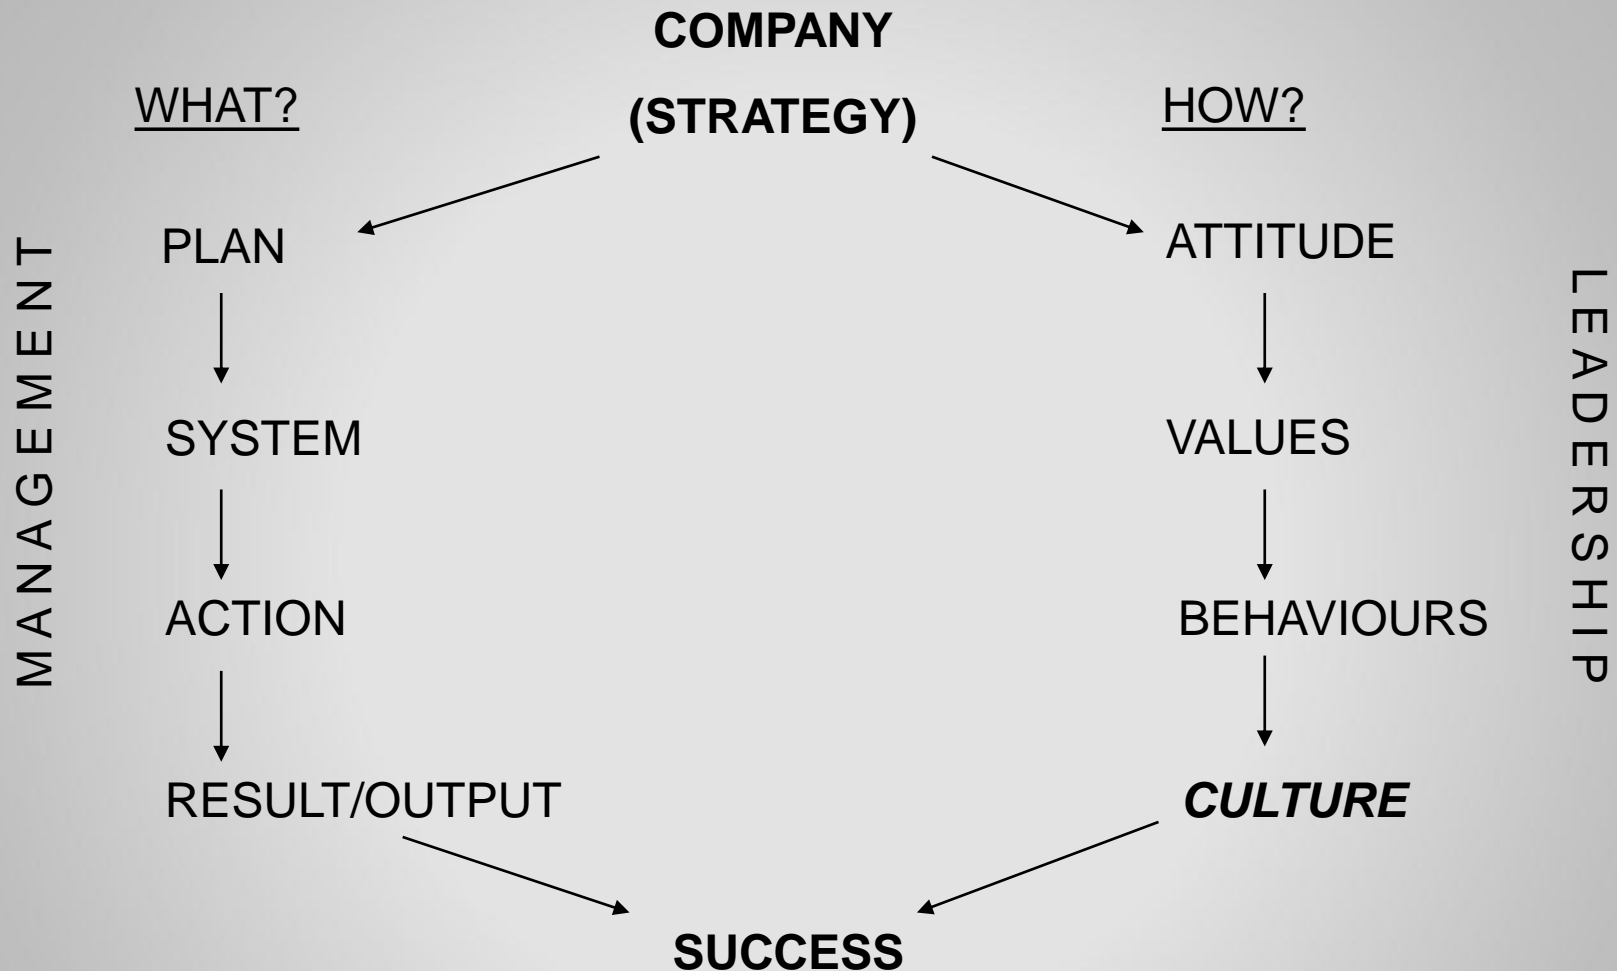 COMPANY
WHAT?
(STRATEGY)
HOW?
PLAN
ATTITUDE
MANAGEMENT
LEADERSHIP
SYSTEM
VALUES
ACTION
BEHAVIOURS
RESULT/OUTPUT
CULTURE
SUCCESS